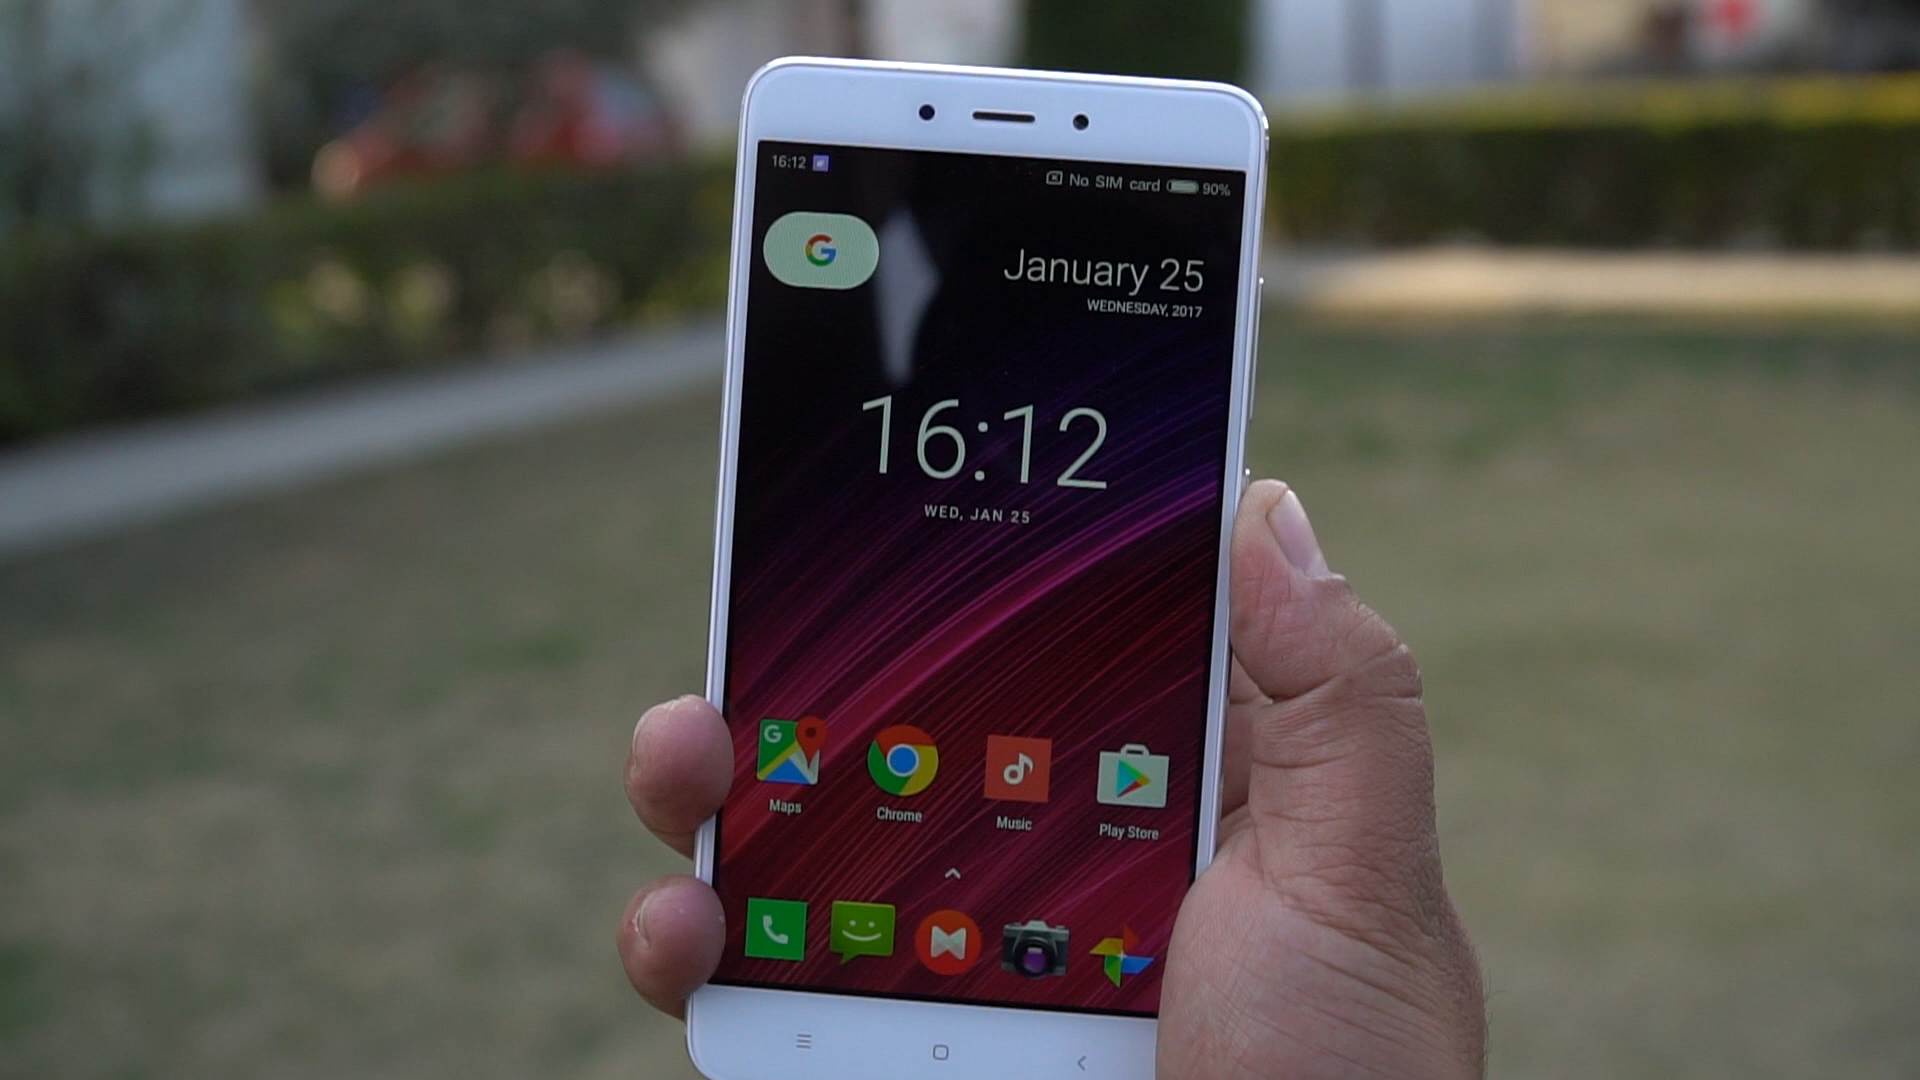 16:12
No SIM card 90%
G
January 25
WEDNESDAY, 2017
16:12
WED, JAN 25
G
Maps
Chrome
Music
Play Store